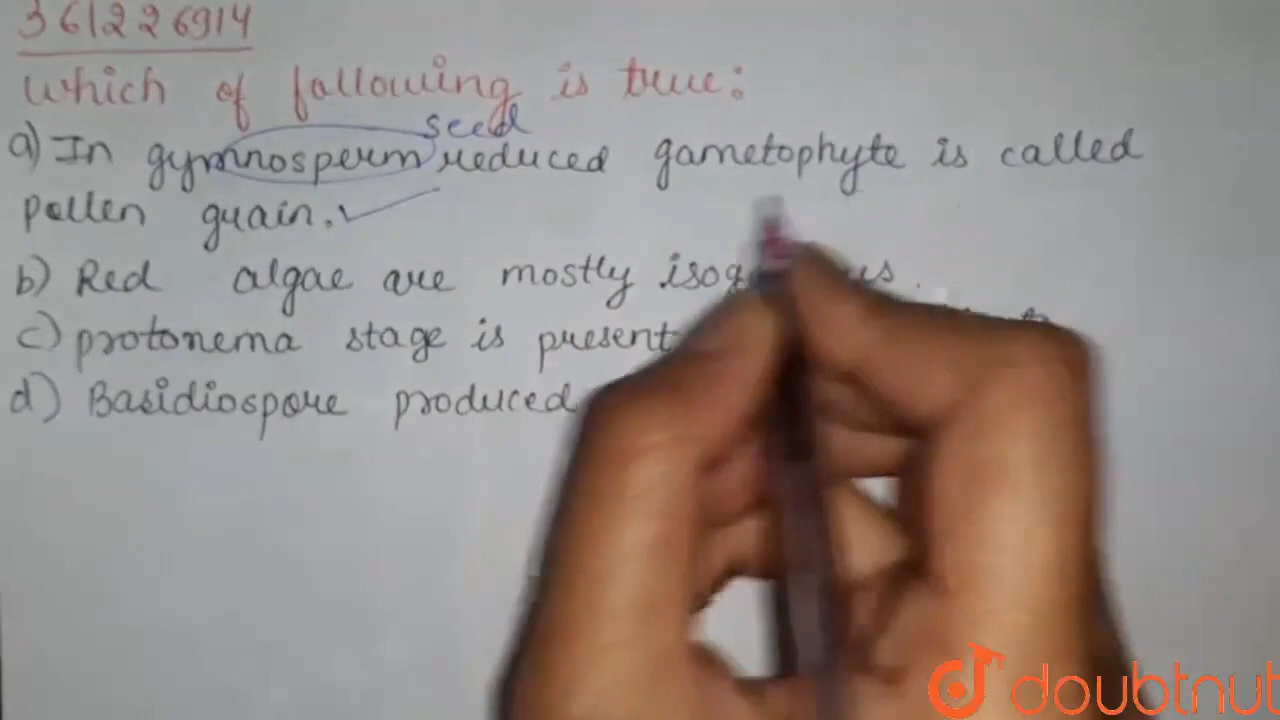 361226914
Which of following is true:
seed
a) In gymnosperm reduced gametophyte is called
pollen grain.
b) Red algae are mostly
c) protonema stage is present
d) Basidiospore produced
doubtnut